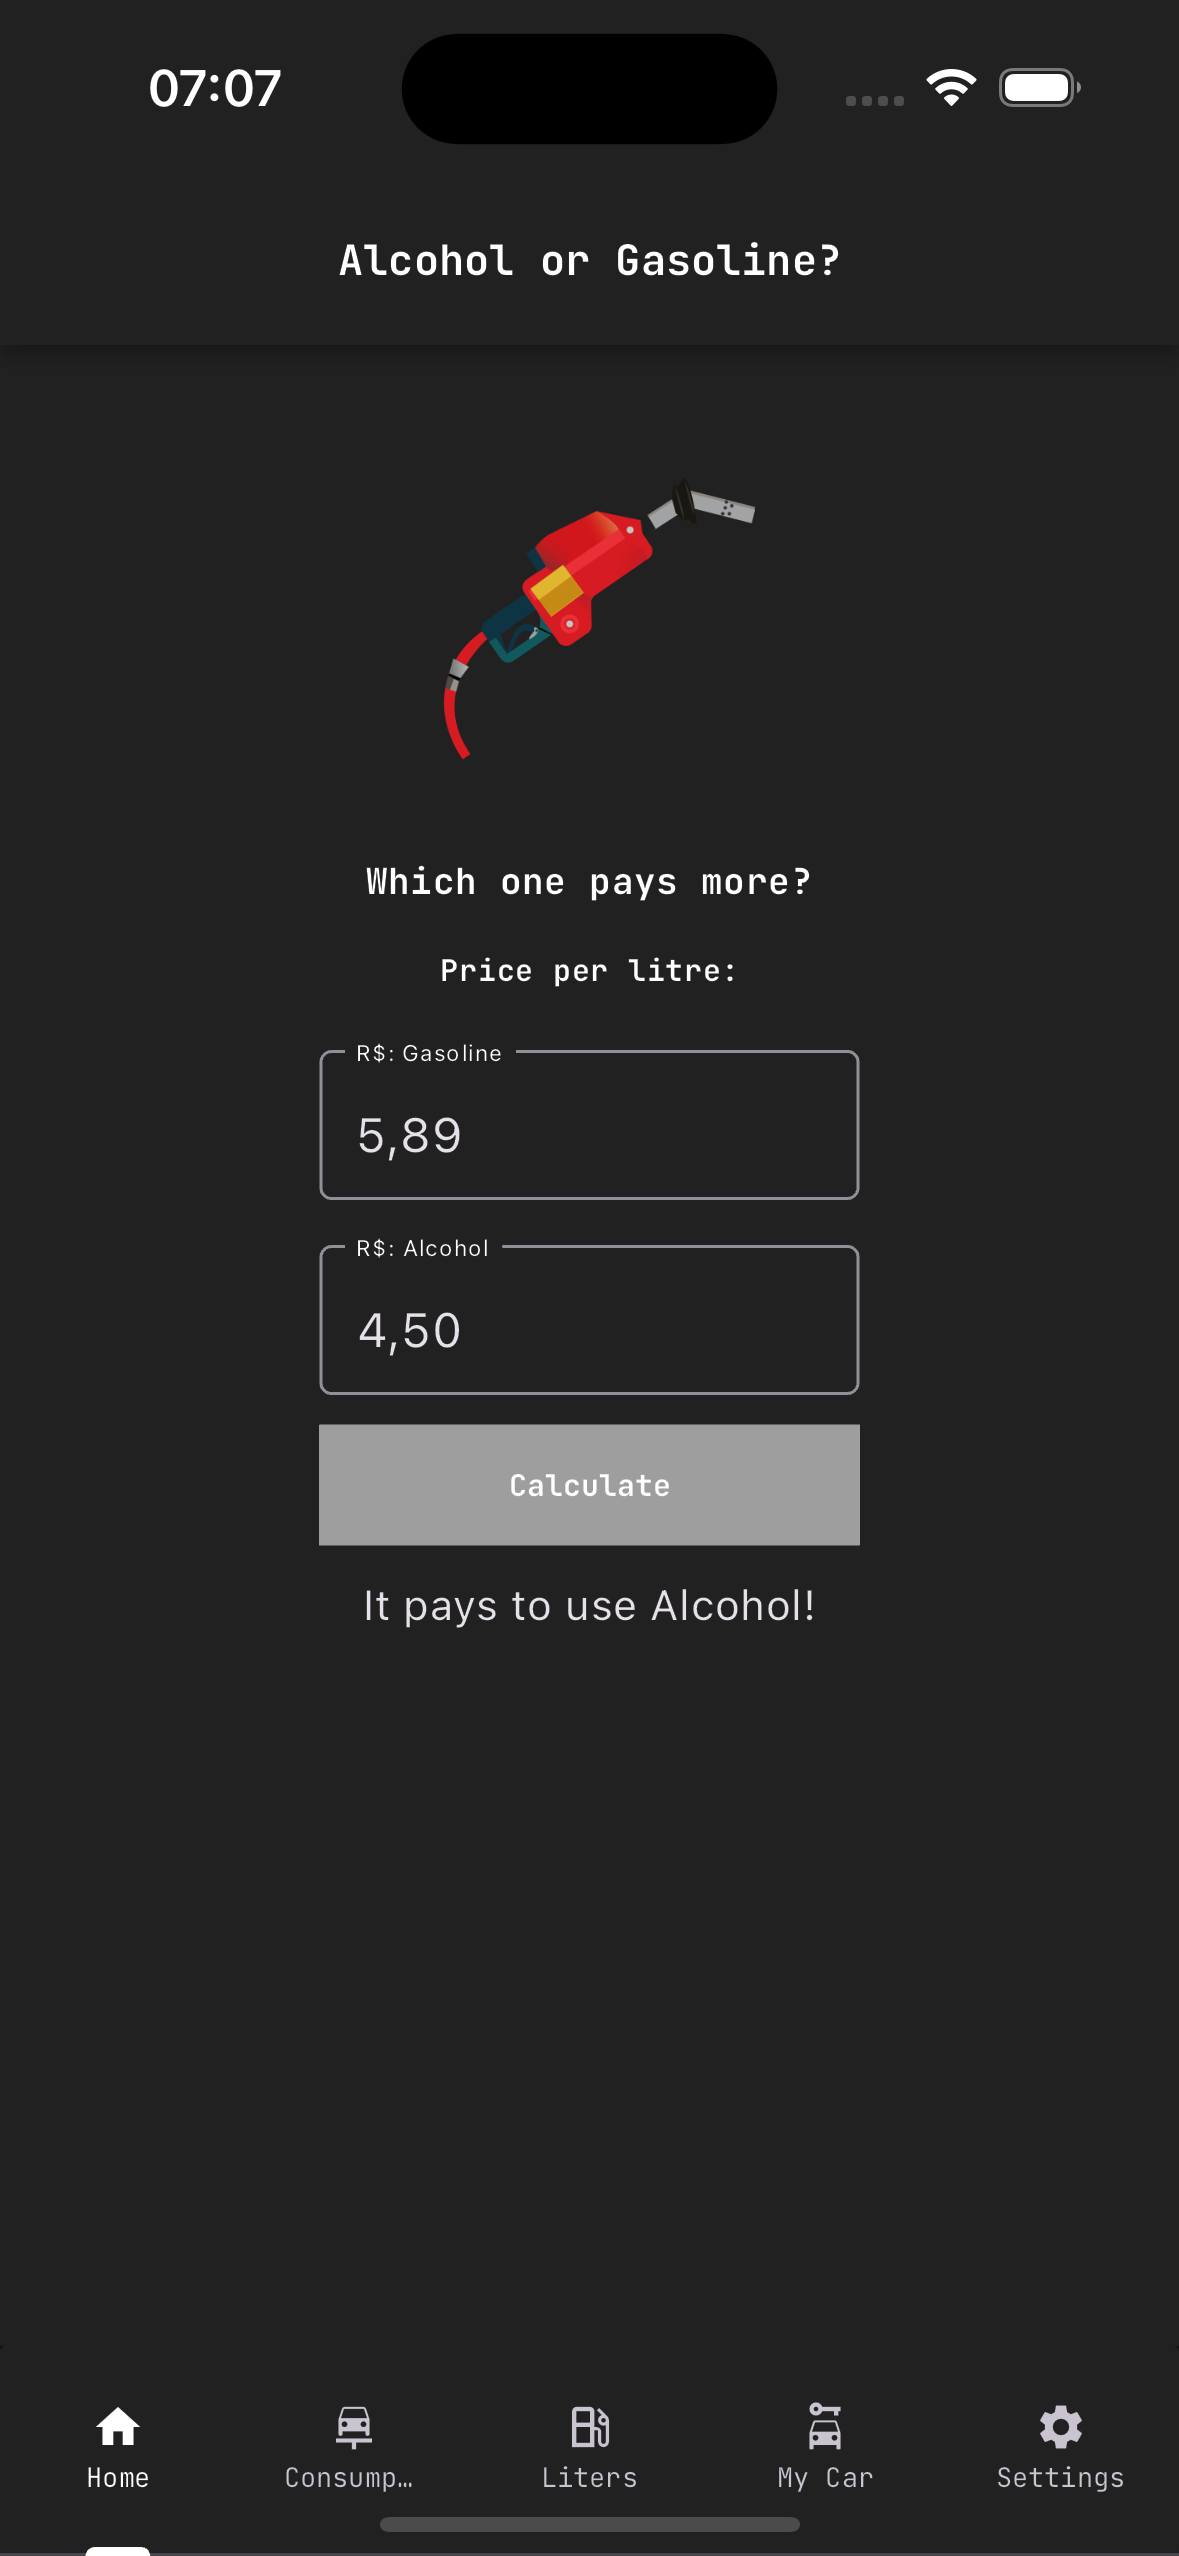 07:07
Alcohol or Gasoline?
Which one pays more?
Price per litre:
R$: Gasoline
5,89
R$: Alcohol
4,50
Calculate
It pays to use Alcohol!
Home
Consump…
Liters
My Car
Settings